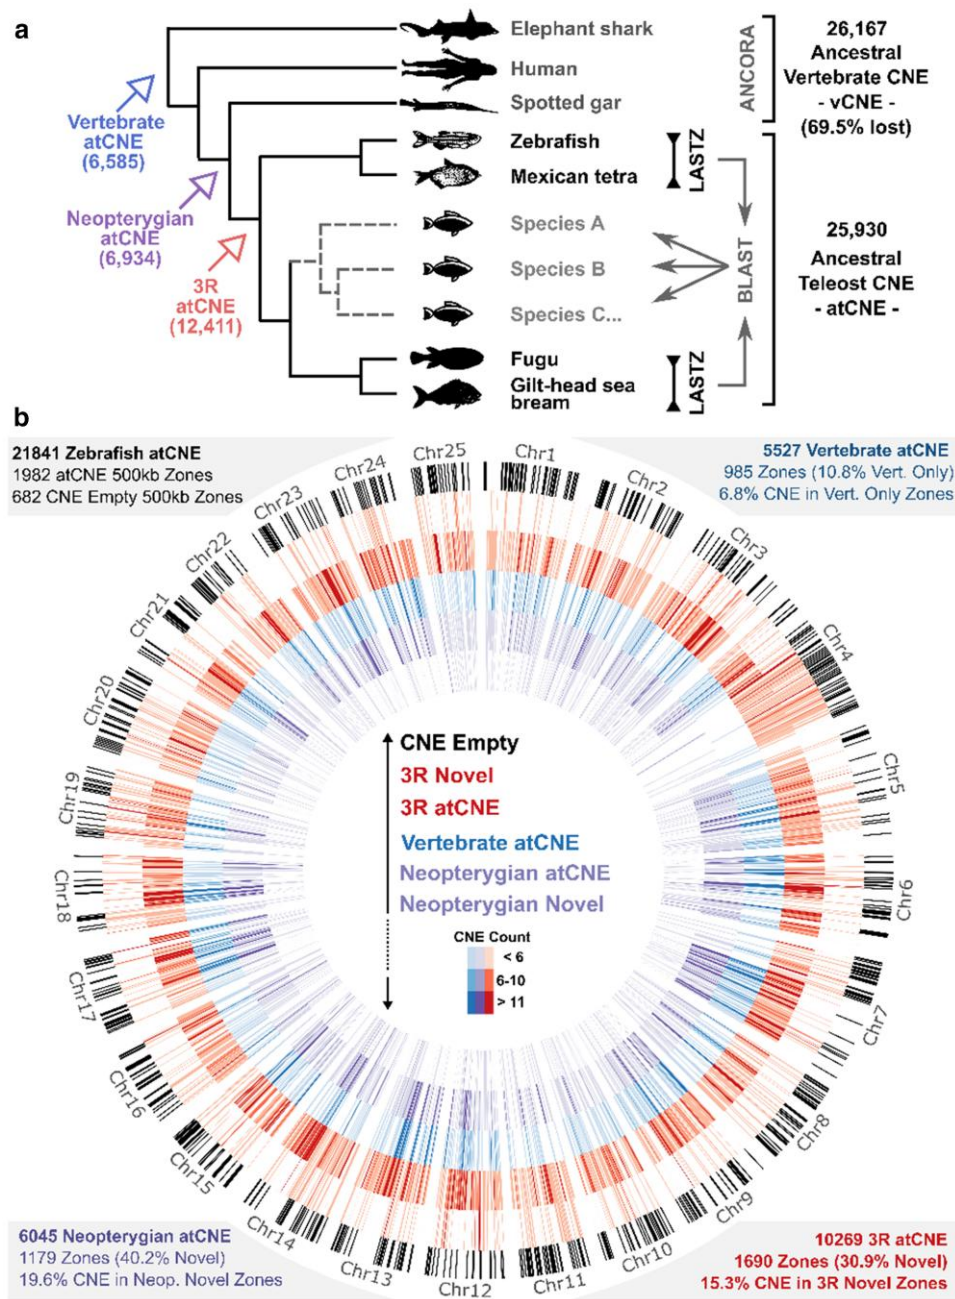 a
Elephant shark
Human
Spotted gar
Zebrafish
Mexican tetra
Species A
Species B
Species C...
Fugu
Gilt-head sea
bream
Vertebrate
atCNE
(6,585)
Neopterygian
atCNE
(6,934)
3R
atCNE
(12,411)
LASTZ
LASTZ
BLAST
ANCORA
26,167
Ancestral
Vertebrate CNE
- vCNE -
(69.5% lost)
25,930
Ancestral
Teleost CNE
- atCNE -
b
21841 Zebrafish atCNE
1982 atCNE 500kb Zones
682 CNE Empty 500kb Zones
5527 Vertebrate atCNE
985 Zones (10.8% Vert. Only)
6.8% CNE in Vert. Only Zones
Chr1
Chr2
Chr3
Chr4
Chr5
Chr6
Chr7
Chr8
Chr9
Chr10
Chr11
Chr12
Chr13
Chr14
Chr15
Chr16
Chr17
Chr18
Chr19
Chr20
Chr21
Chr22
Chr23
Chr24
Chr25
CNE Empty
3R Novel
3R atCNE
Vertebrate atCNE
Neopterygian atCNE
Neopterygian Novel
CNE Count
< 6
6-10
> 11
6045 Neopterygian atCNE
1179 Zones (40.2% Novel)
19.6% CNE in Neop. Novel Zones
10269 3R atCNE
1690 Zones (30.9% Novel)
15.3% CNE in 3R Novel Zones